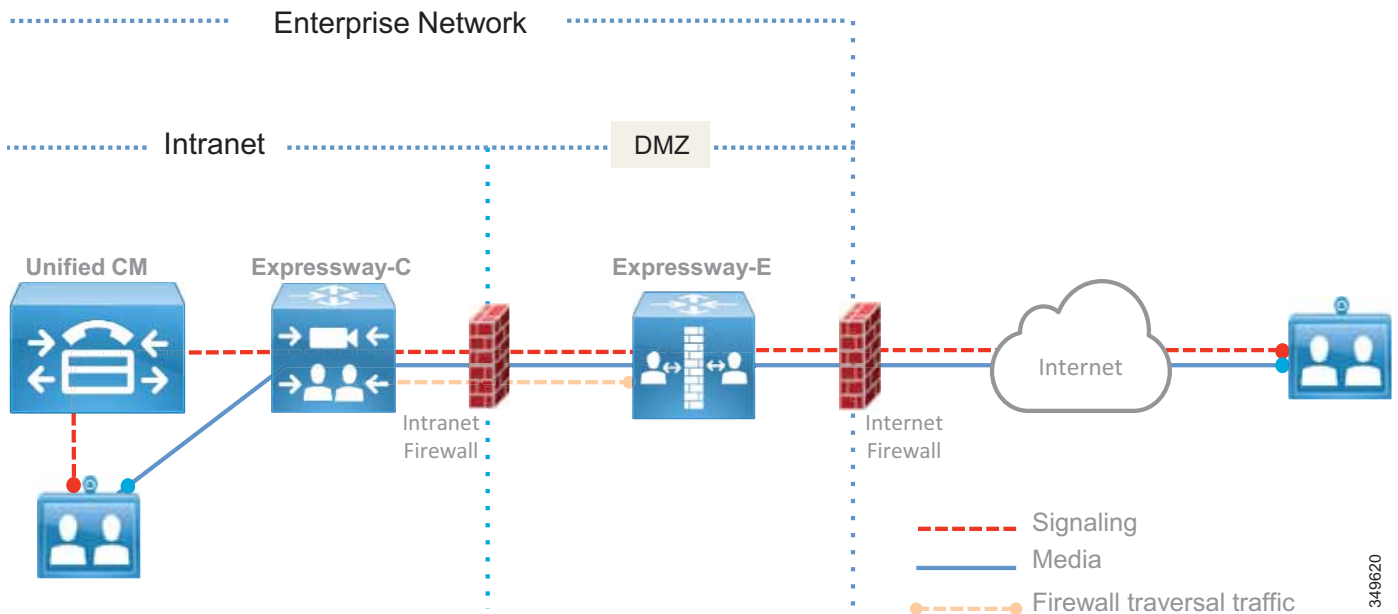 Enterprise Network
Intranet
DMZ
Unified CM
Expressway-C
Expressway-E
Internet
Intranet
Firewall
Internet
Firewall
Signaling
Media
Firewall traversal traffic
349620